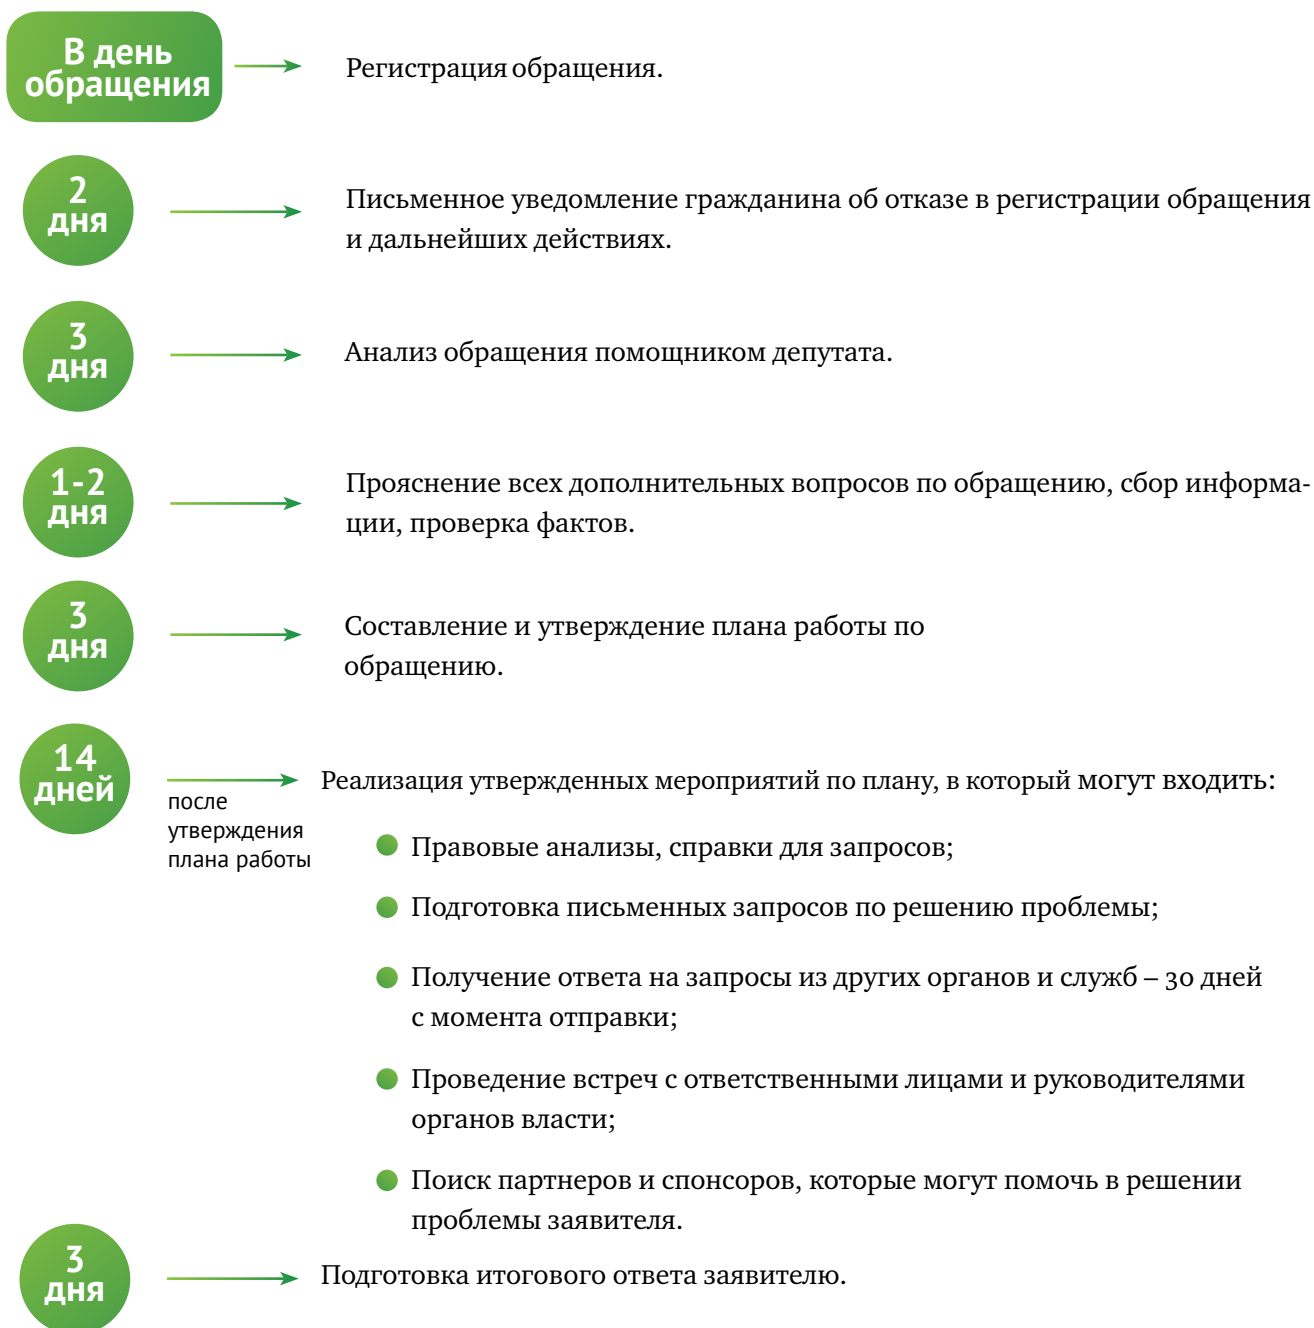 В день
обращения
Регистрация обращения.
2
дня
Письменное уведомление гражданина об отказе в регистрации обращения
и дальнейших действиях.
3
дня
Анализ обращения помощником депутата.
1-2
дня
Прояснение всех дополнительных вопросов по обращению, сбор информа-
ции, проверка фактов.
3
дня
Составление и утверждение плана работы по
обращению.
14
дней
после
утверждения
плана работы
Реализация утвержденных мероприятий по плану, в который могут входить:
Правовые анализы, справки для запросов;
Подготовка письменных запросов по решению проблемы;
Получение ответа на запросы из других органов и служб – 30 дней
с момента отправки;
Проведение встреч с ответственными лицами и руководителями
органов власти;
Поиск партнеров и спонсоров, которые могут помочь в решении
проблемы заявителя.
3
дня
Подготовка итогового ответа заявителю.